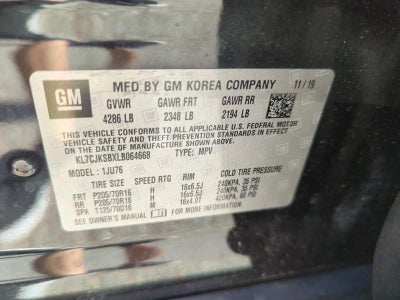 GM
MFD BY GM KOREA COMPANY 11/19
GVWR GAWR FRT GAWR RR
4286 LB 2348 LB 2194 LB
THIS VEHICLE CONFORMS TO ALL APPLICABLE U.S. FEDERAL MOTOR
VEHICLE SAFETY AND THEFT PREVENTION STANDARDS IN EFFECT ON
THE DATE OF MANUFACTURE SHOWN ABOVE.
KL7CJKSBXLB064668 TYPE: MPV
MODEL : 1JU76
TIRE SIZE SPEED RTG RIM COLD TIRE PRESSURE
FRT P205/70R16 H 16x6.5J 240KPA, 35 PSI
RR P205/70R16 H 16x6.5J 240KPA, 35 PSI
SPA T125/70D16 M 16x4.0T 420KPA, 60 PSI
SEE OWNER'S MANUAL FOR ADDITIONAL INFORMATION.